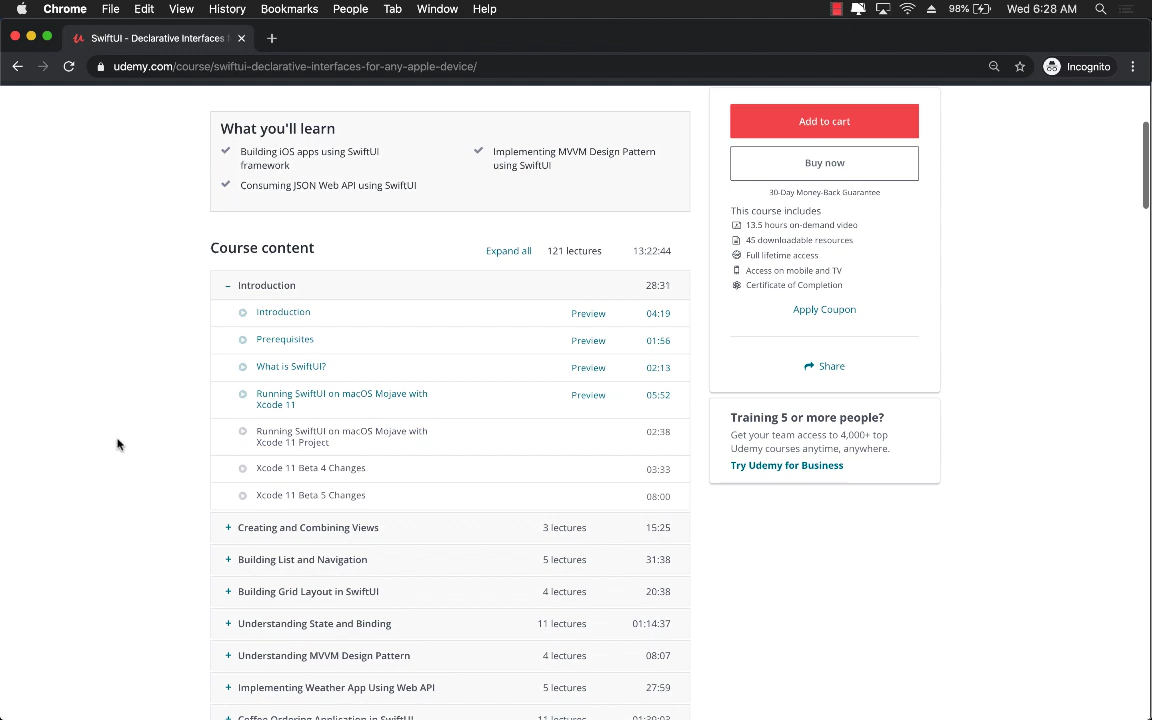 Chrome File Edit View History Bookmarks People Tab Window Help 98% Wed 6:28 AM
SwiftUI - Declarative Interfaces
udemy.com/course/swiftui-declarative-interfaces-for-any-apple-device/ Incognito
What you'll learn
Building iOS apps using SwiftUI
framework
Implementing MVVM Design Pattern
using SwiftUI
Consuming JSON Web API using SwiftUI
Course content Expand all 121 lectures 13:22:44
Introduction 28:31
Introduction Preview 04:19
Prerequisites Preview 01:56
What is SwiftUI? Preview 02:13
Running SwiftUI on macOS Mojave with
Xcode 11 Preview 05:52
Running SwiftUI on macOS Mojave with
Xcode 11 Project 02:38
Xcode 11 Beta 4 Changes 03:33
Xcode 11 Beta 5 Changes 08:00
+ Creating and Combining Views 3 lectures 15:25
+ Building List and Navigation 5 lectures 31:38
+ Building Grid Layout in SwiftUI 4 lectures 20:38
+ Understanding State and Binding 11 lectures 01:14:37
+ Understanding MVVM Design Pattern 4 lectures 08:07
+ Implementing Weather App Using Web API 5 lectures 27:59
+ Coffee Ordering Application in SwiftUI 11 lectures 01:39:03
Add to cart
Buy now
30-Day Money-Back Guarantee
This course includes
13.5 hours on-demand video
45 downloadable resources
Full lifetime access
Access on mobile and TV
Certificate of Completion
Apply Coupon
Share
Training 5 or more people?
Get your team access to 4,000+ top
Udemy courses anytime, anywhere.
Try Udemy for Business